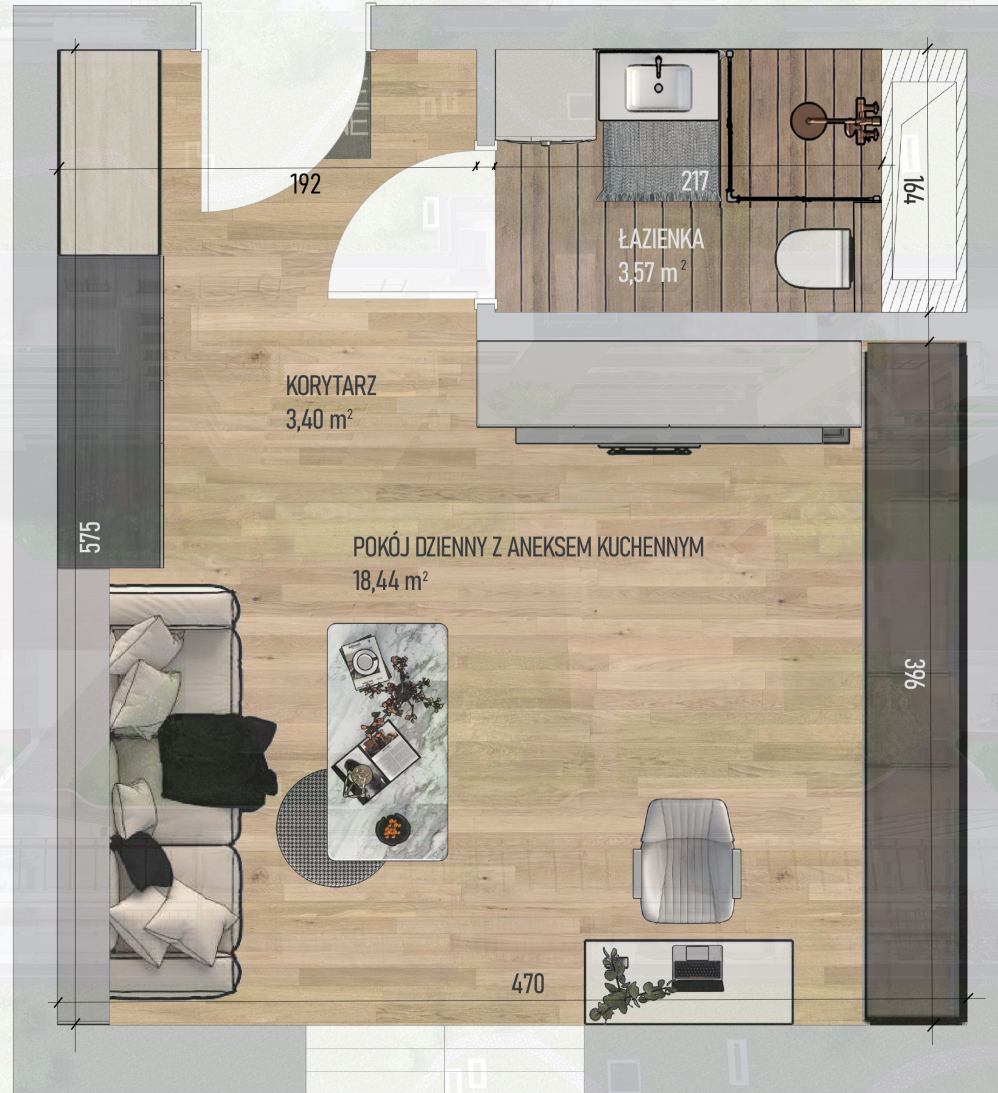 192
217
164
ŁAZIENKA
3,57 m²
KORYTARZ
3,40 m²
575
POKÓJ DZIENNY Z ANEKSEM KUCHENNYM
18,44 m²
396
470